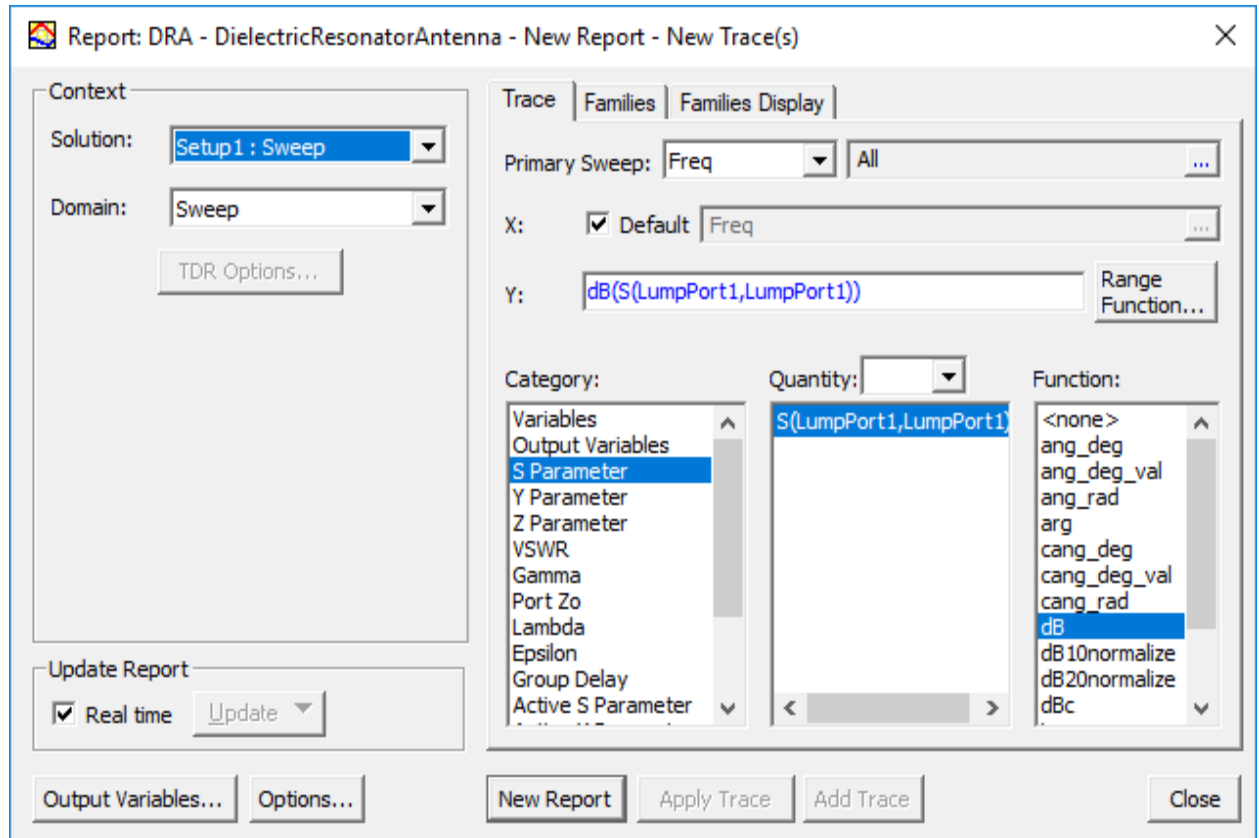 Report: DRA - DielectricResonatorAntenna - New Report - New Trace(s)
Context
Solution:
Setup1 : Sweep
Domain:
Sweep
TDR Options...
Update Report
Real time
Update
Trace
Families
Families Display
Primary Sweep:
Freq
All
...
X:
Default
Freq
...
Y:
dB(S(LumpPort1,LumpPort1))
Range
Function...
Category:
Variables
Output Variables
S Parameter
Y Parameter
Z Parameter
VSWR
Gamma
Port Zo
Lambda
Epsilon
Group Delay
Active S Parameter
Quantity:
S(LumpPort1,LumpPort1)
Function:
<none>
ang_deg
ang_deg_val
ang_rad
arg
cang_deg
cang_deg_val
cang_rad
dB
dB10normalize
dB20normalize
dBc
Output Variables...
Options...
New Report
Apply Trace
Add Trace
Close